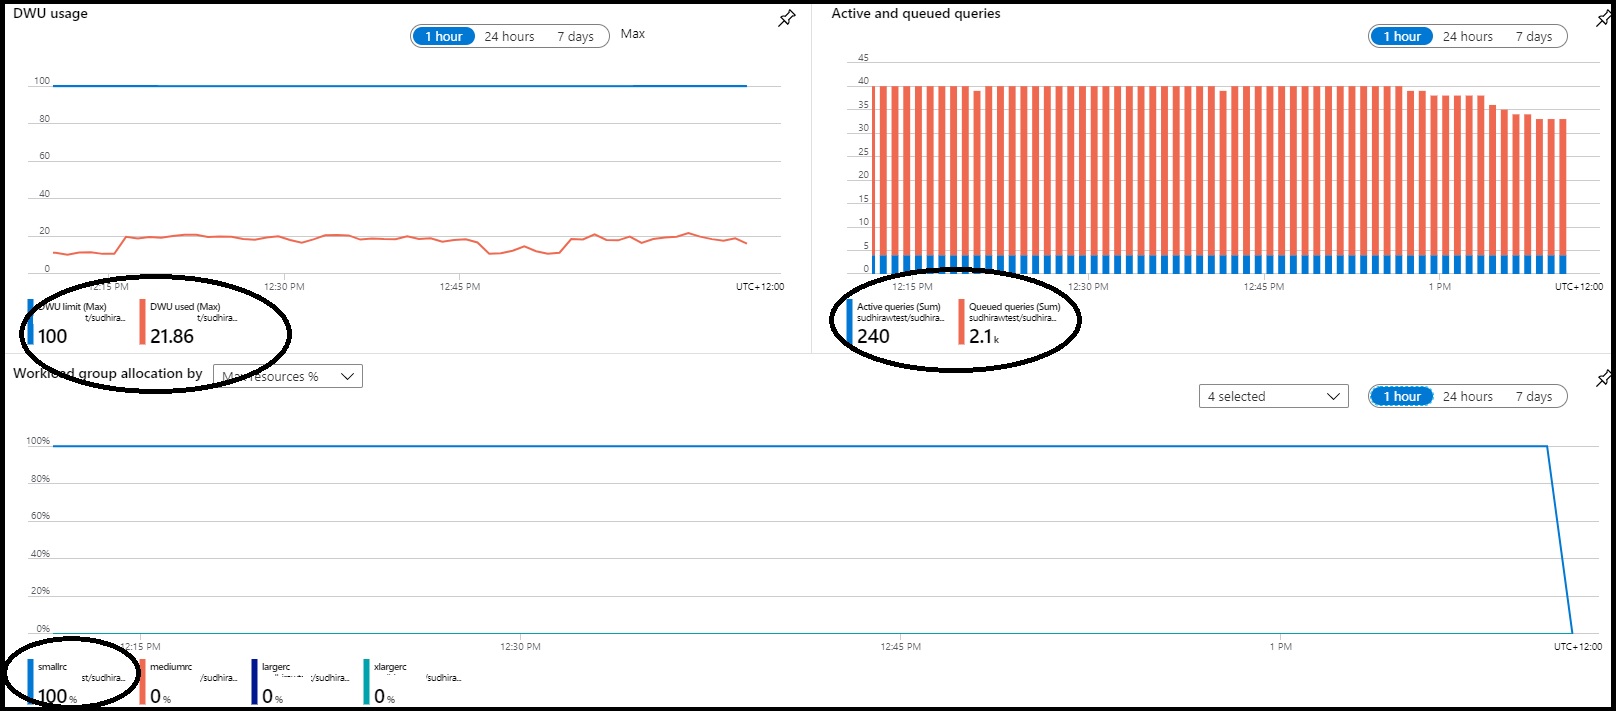 DWU usage
1 hour 24 hours 7 days Max
100
80
60
40
20
0
12:15 PM 12:30 PM 12:45 PM UTC+12:00
DWU limit (Max) DWU used (Max)
t/sudhira... t/sudhira...
100 21.86
Active and queued queries
1 hour 24 hours 7 days
45
40
35
30
25
20
15
10
5
0
12:15 PM 12:30 PM 12:45 PM 1 PM UTC+12:00
Active queries (Sum) Queued queries (Sum)
sudhirawtest/sudhira... sudhirawtest/sudhira...
240 2.1 k
Workload group allocation by Max resources %
4 selected 1 hour 24 hours 7 days
100%
80%
60%
40%
20%
0%
12:15 PM 12:30 PM 12:45 PM 1 PM UTC+12:00
smallrc mediumrc largerc xlargerc
st/sudhira... /sudhira... /sudhira... /sudhira...
100 % 0 % 0 % 0 %